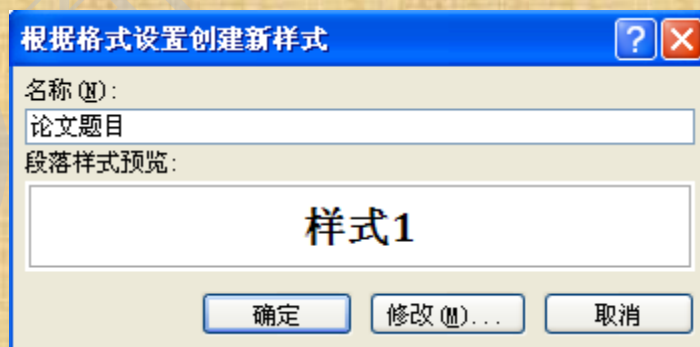 根据格式设置创建新样式
名称(N):
论文题目
段落样式预览:
样式1
确定 修改(M)... 取消